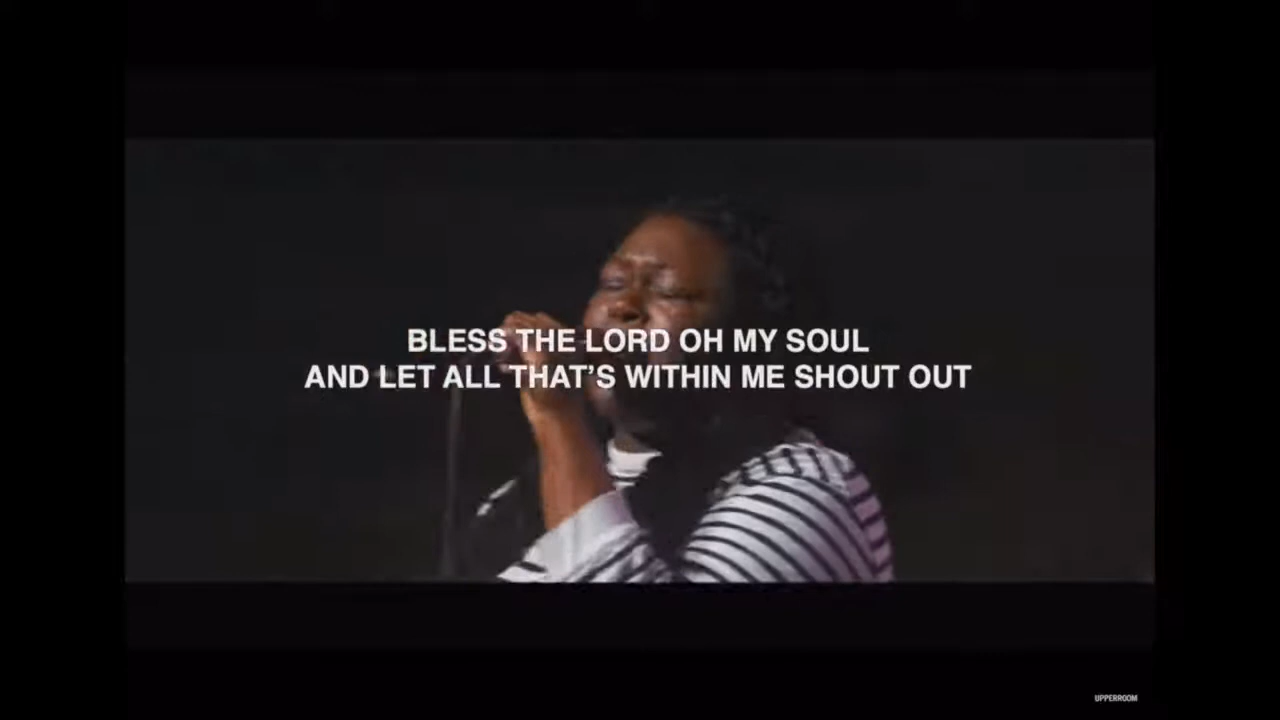 BLESS THE LORD OH MY SOUL
AND LET ALL THAT’S WITHIN ME SHOUT OUT
UPPERROOM